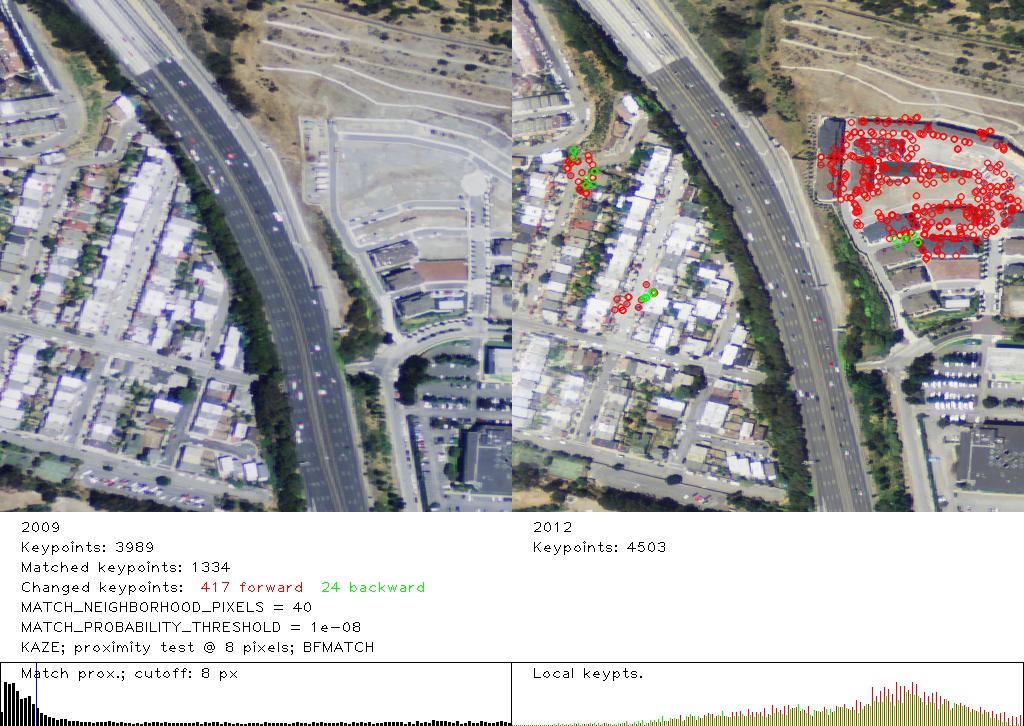 2009
Keypoints: 3989
Matched keypoints: 1334
Changed keypoints: 417 forward 24 backward
MATCH_NEIGHBORHOOD_PIXELS = 40
MATCH_PROBABILITY_THRESHOLD = 1e-08
KAZE; proximity test @ 8 pixels; BFMATCH
2012
Keypoints: 4503
Match prox.; cutoff: 8 px
Local keypts.